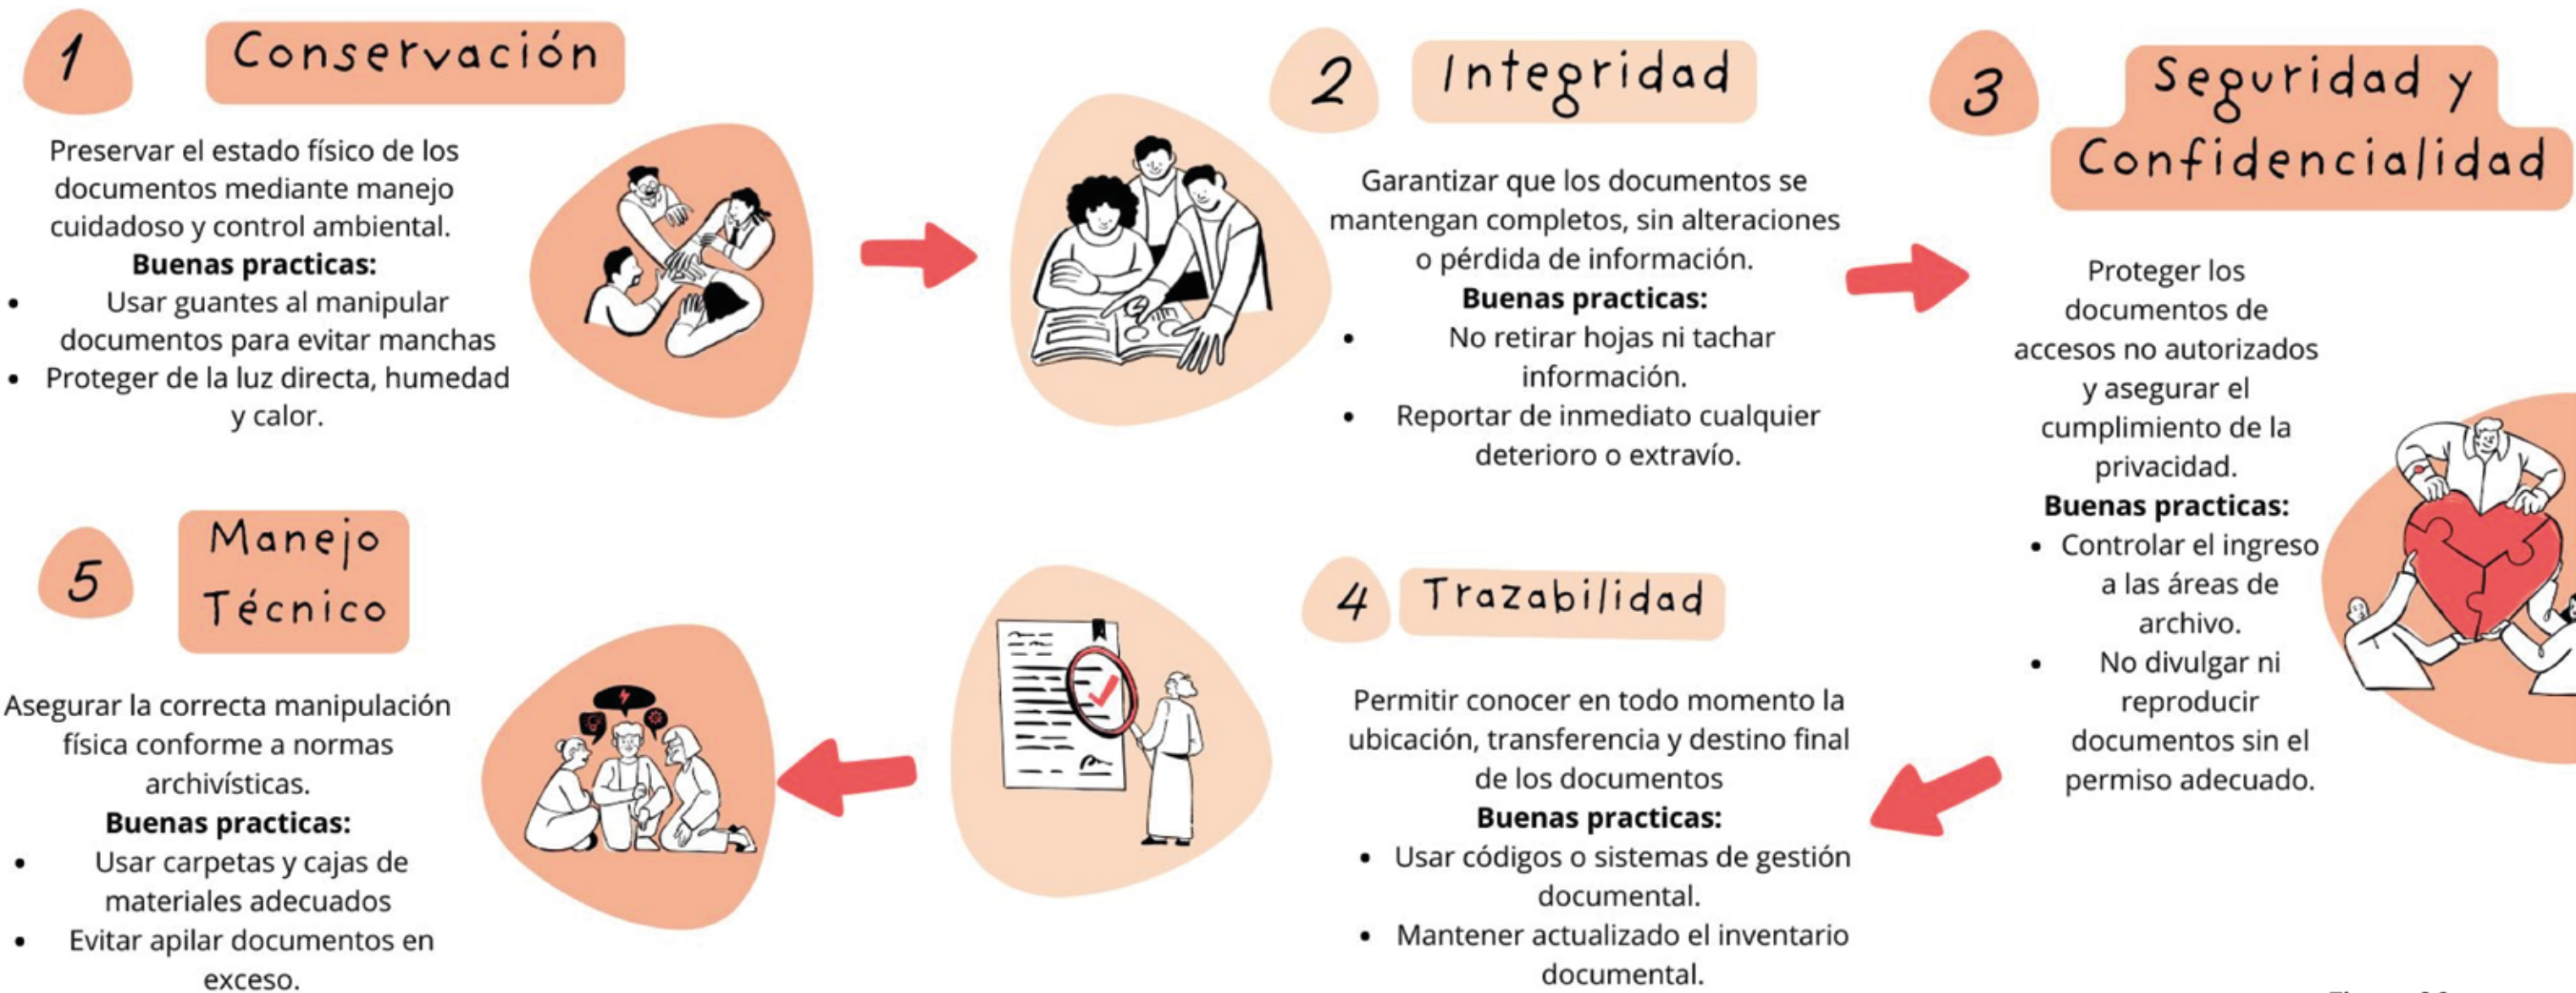 1
Conservación
Preservar el estado físico de los
documentos mediante manejo
cuidadoso y control ambiental.
Buenas practicas:
• Usar guantes al manipular
documentos para evitar manchas
• Proteger de la luz directa, humedad
y calor.
2
Integridad
Garantizar que los documentos se
mantengan completos, sin alteraciones
o pérdida de información.
Buenas practicas:
• No retirar hojas ni tachar
información.
• Reportar de inmediato cualquier
deterioro o extravío.
3
Seguridad y
Confidencialidad
Proteger los
documentos de
accesos no autorizados
y asegurar el
cumplimiento de la
privacidad.
Buenas practicas:
• Controlar el ingreso
a las áreas de
archivo.
• No divulgar ni
reproducir
documentos sin el
permiso adecuado.
4
Trazabilidad
Permitir conocer en todo momento la
ubicación, transferencia y destino final
de los documentos
Buenas practicas:
• Usar códigos o sistemas de gestión
documental.
• Mantener actualizado el inventario
documental.
5
Manejo
Técnico
Asegurar la correcta manipulación
física conforme a normas
archivísticas.
Buenas practicas:
• Usar carpetas y cajas de
materiales adecuados
• Evitar apilar documentos en
exceso.